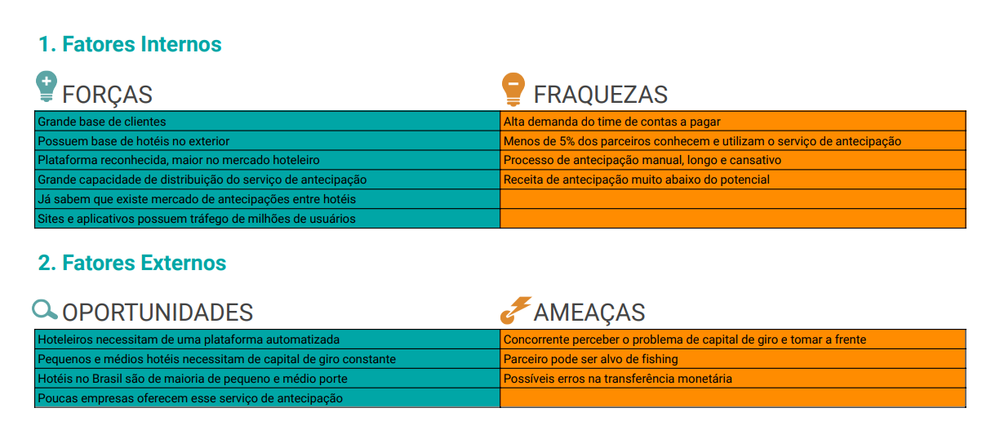 1. Fatores Internos
FORÇAS
Grande base de clientes
Possuem base de hotéis no exterior
Plataforma reconhecida, maior no mercado hoteleiro
Grande capacidade de distribuição do serviço de antecipação
Já sabem que existe mercado de antecipações entre hotéis
Sites e aplicativos possuem tráfego de milhões de usuários
FRAQUEZAS
Alta demanda do time de contas a pagar
Menos de 5% dos parceiros conhecem e utilizam o serviço de antecipação
Processo de antecipação manual, longo e cansativo
Receita de antecipação muito abaixo do potencial
2. Fatores Externos
OPORTUNIDADES
Hoteleiros necessitam de uma plataforma automatizada
Pequenos e médios hotéis necessitam de capital de giro constante
Hotéis no Brasil são de maioria de pequeno e médio porte
Poucas empresas oferecem esse serviço de antecipação
AMEAÇAS
Concorrente perceber o problema de capital de giro e tomar a frente
Parceiro pode ser alvo de fishing
Possíveis erros na transferência monetária